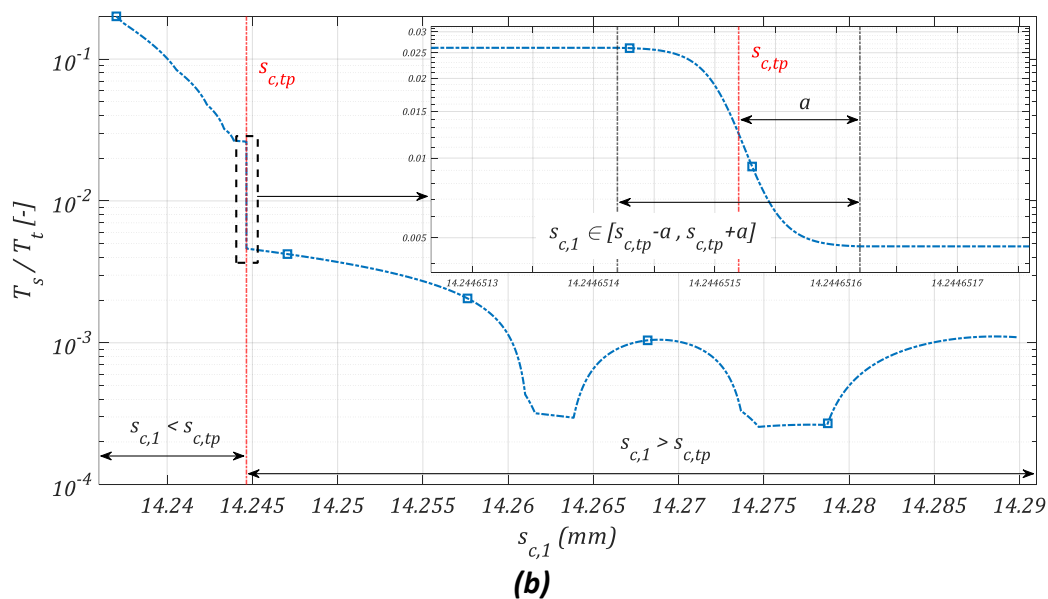 T_s / T_t [-]
10^-1
10^-2
10^-3
10^-4
s_c,tp
s_c,1 < s_c,tp
s_c,1 > s_c,tp
0.03
0.025
0.02
0.015
0.01
0.005
s_c,tp
a
s_c,1 ∈ [s_c,tp-a , s_c,tp+a]
14.2446513 14.2446514 14.2446515 14.2446516 14.2446517
14.24 14.245 14.25 14.255 14.26 14.265 14.27 14.275 14.28 14.285 14.29
s_c,1 (mm)
(b)